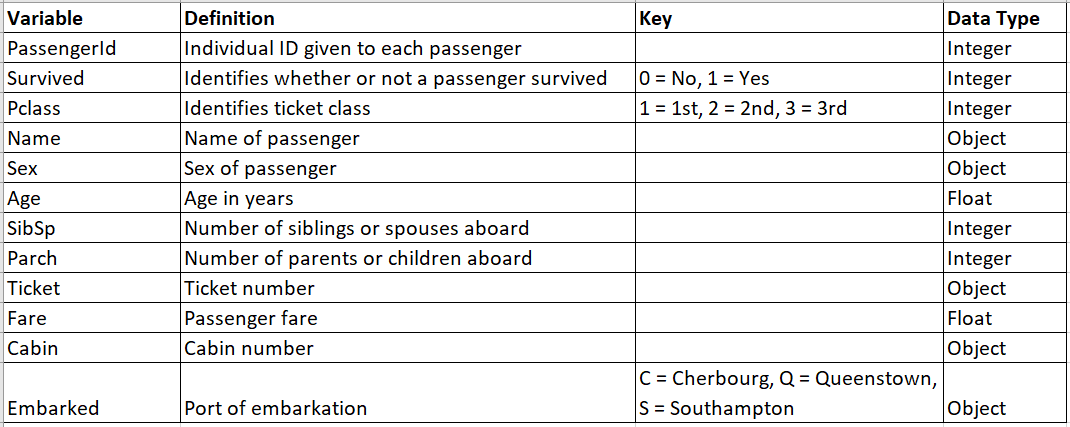 Variable Definition Key Data Type
PassengerId Individual ID given to each passenger Integer
Survived Identifies whether or not a passenger survived 0 = No, 1 = Yes Integer
Pclass Identifies ticket class 1 = 1st, 2 = 2nd, 3 = 3rd Integer
Name Name of passenger Object
Sex Sex of passenger Object
Age Age in years Float
SibSp Number of siblings or spouses aboard Integer
Parch Number of parents or children aboard Integer
Ticket Ticket number Object
Fare Passenger fare Float
Cabin Cabin number Object
C = Cherbourg, Q = Queenstown,
Embarked Port of embarkation S = Southampton Object